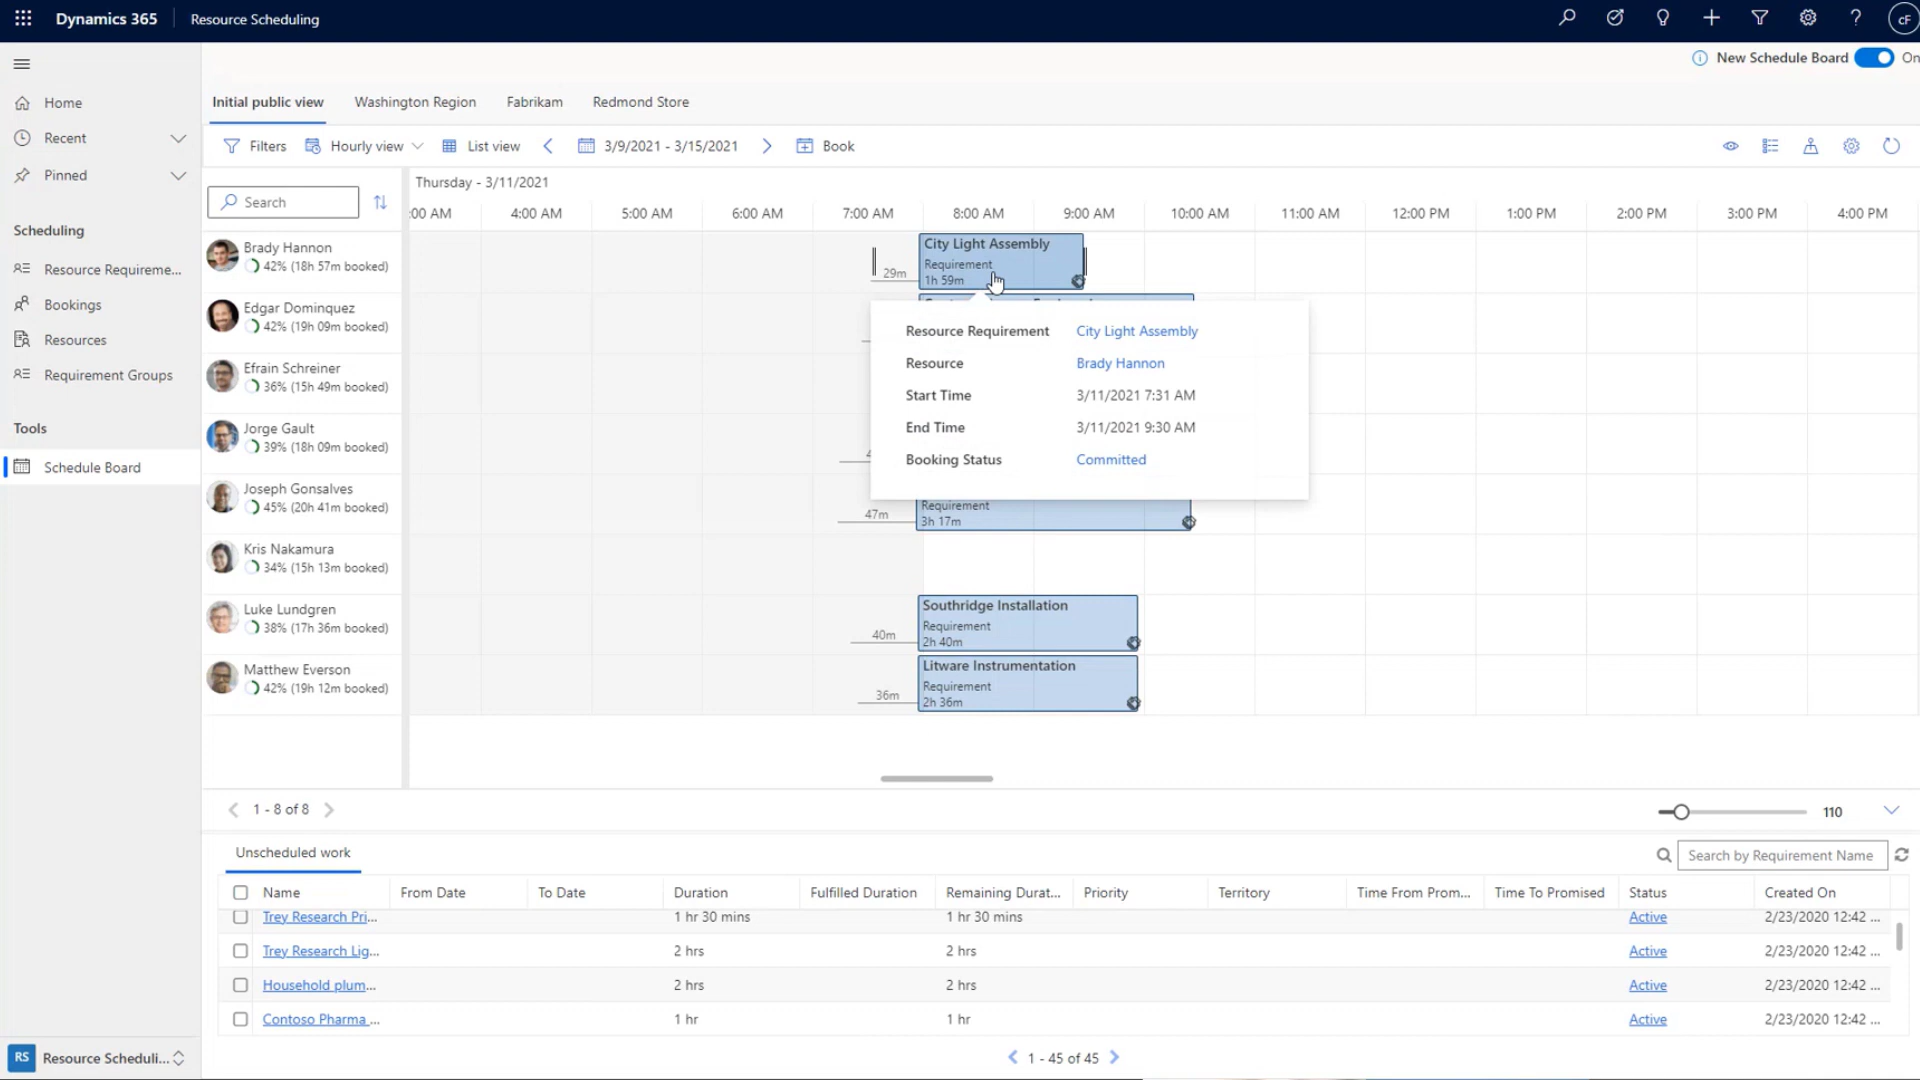 Dynamics 365
Resource Scheduling
CF
New Schedule Board
On
Home
Recent
Pinned
Scheduling
Resource Requireme...
Bookings
Resources
Requirement Groups
Tools
Schedule Board
RS
Resource Scheduli...
Initial public view
Washington Region
Fabrikam
Redmond Store
Filters
Hourly view
List view
3/9/2021 - 3/15/2021
Book
Search
Thursday - 3/11/2021
:00 AM 4:00 AM 5:00 AM 6:00 AM 7:00 AM 8:00 AM 9:00 AM 10:00 AM 11:00 AM 12:00 PM 1:00 PM 2:00 PM 3:00 PM 4:00 PM
Brady Hannon
42% (18h 57m booked)
Edgar Dominquez
42% (19h 09m booked)
Efrain Schreiner
36% (15h 49m booked)
Jorge Gault
39% (18h 09m booked)
Joseph Gonsalves
45% (20h 41m booked)
Kris Nakamura
34% (15h 13m booked)
Luke Lundgren
38% (17h 36m booked)
Matthew Everson
42% (19h 12m booked)
29m
City Light Assembly
Requirement
1h 59m
Resource Requirement City Light Assembly
Resource Brady Hannon
Start Time 3/11/2021 7:31 AM
End Time 3/11/2021 9:30 AM
Booking Status Committed
47m
Requirement
3h 17m
40m
Southridge Installation
Requirement
2h 40m
36m
Litware Instrumentation
Requirement
2h 36m
1 - 8 of 8
110
Unscheduled work
Search by Requirement Name
Name From Date To Date Duration Fulfilled Duration Remaining Durat... Priority Territory Time From Prom... Time To Promised Status Created On
Trey Research Pri... 1 hr 30 mins 1 hr 30 mins Active 2/23/2020 12:42 ...
Trey Research Lig... 2 hrs 2 hrs Active 2/23/2020 12:42 ...
Household plum... 2 hrs 2 hrs Active 2/23/2020 12:42 ...
Contoso Pharma ... 1 hr 1 hr Active 2/23/2020 12:42 ...
1 - 45 of 45